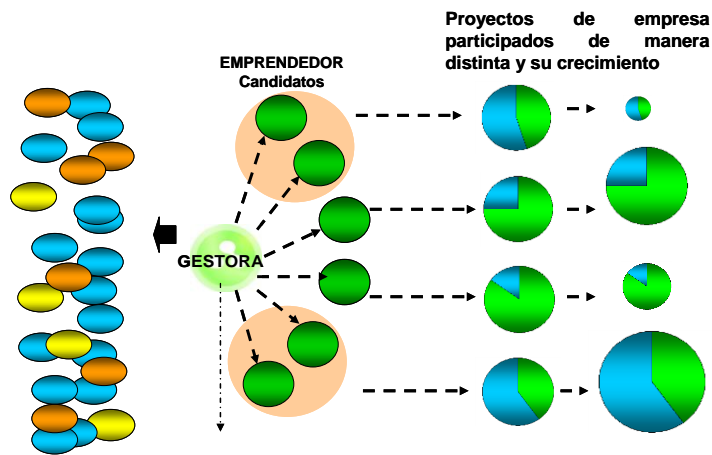 Proyectos de empresa
participados de manera
distinta y su crecimiento
EMPRENDEDOR
Candidatos
GESTORA